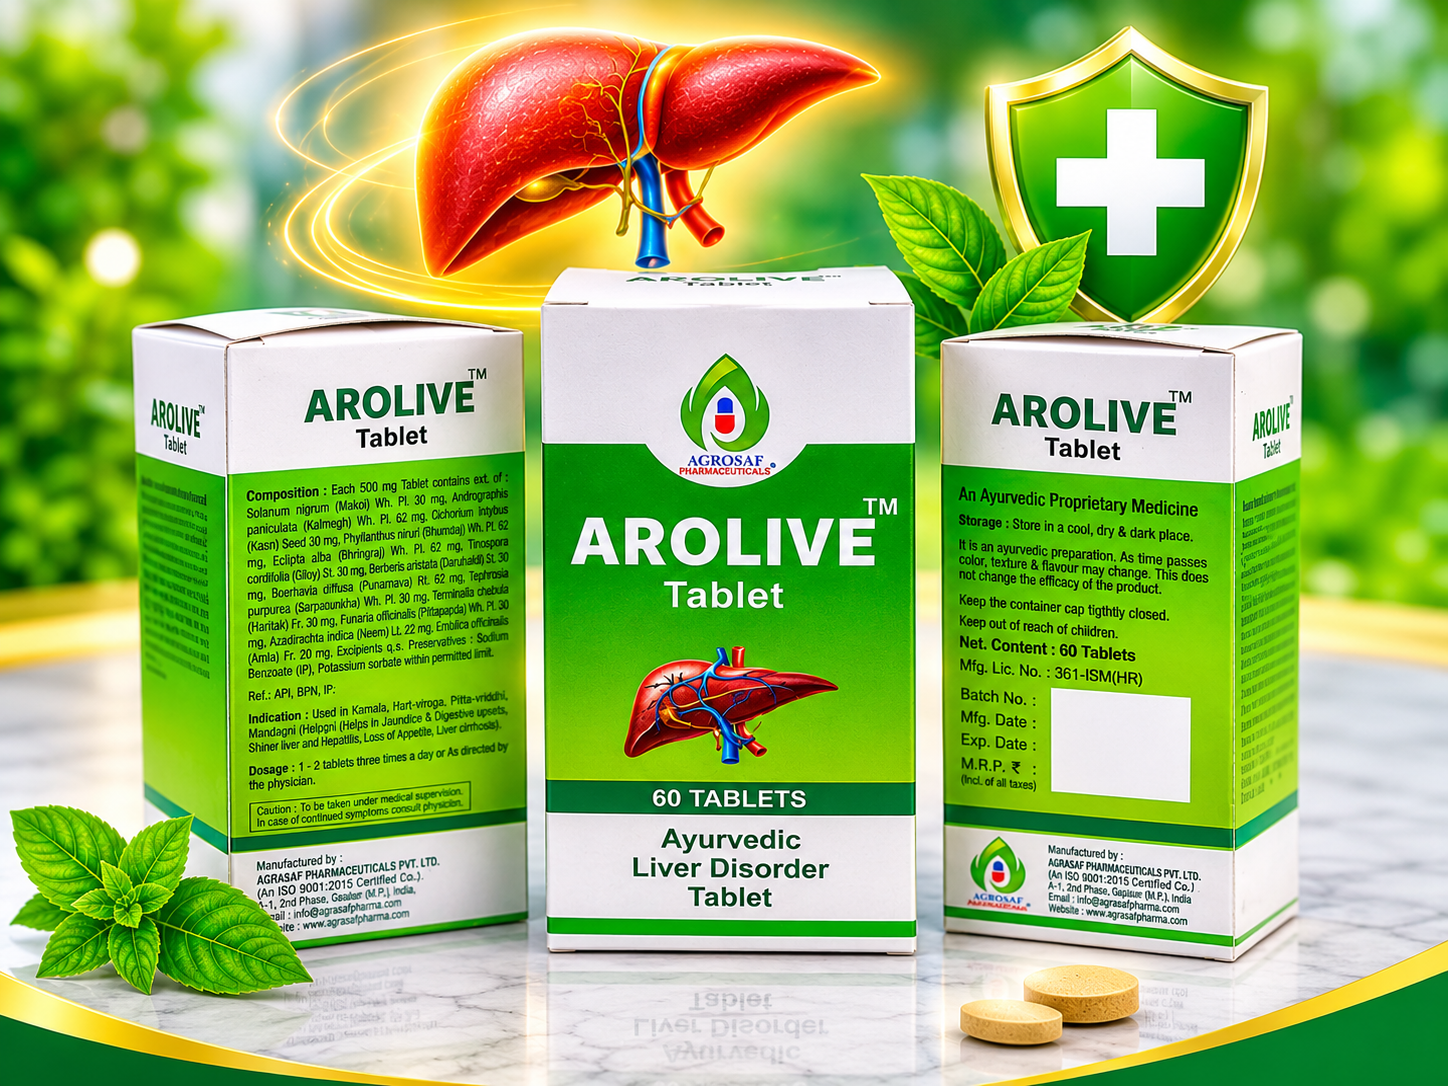 AROLIVE™
Tablet
AROLIVE™
Tablet
Composition : Each 500 mg Tablet contains ext. of :
Solanum nigrum (Makoi) Wh. Pl. 30 mg, Andrographis
paniculata (Kalmegh) Wh. Pl. 62 mg, Cichorium intybus
(Kasn) Seed 30 mg, Phyllanthus niruri (Bhumdaj) Wh. Pl. 62
mg, Eclipta alba (Bhringraj) Wh. Pl. 62 mg, Tinospora
cordifolia (Giloy) St. 30 mg, Berberis aristata (Daruhaldi) St. 30
mg, Boerhavia diffusa (Punarnava) Rt. 62 mg, Tephrosia
purpurea (Sarpaounkha) Wh. Pl. 30 mg, Terminalia chebula
(Haritak) Fr. 30 mg, Funaria officinalis (Pittapapda) Wh. Pl. 30
mg, Azadirachta indica (Neem) Lt. 22 mg, Emblica officinalis
(Amla) Fr. 20 mg, Excipients q.s. Preservatives : Sodium
Benzoate (IP), Potassium sorbate within permitted limit.
Ref.: API, BPN, IP:
Indication : Used in Kamala, Hart-viroga, Pitta-vriddhi,
Mandagni (Helpgni (Helps in Jaundice & Digestive upsets,
Shiner liver and Hepatilis, Loss of Appetite, Liver cirrhosis).
Dosage : 1 - 2 tablets three times a day or As directed by
the physician.
Caution : To be taken under medical supervision.
In case of continued symptoms consult physician.
Manufactured by :
AGRASAF PHARMACEUTICALS PVT. LTD.
(An ISO 9001:2015 Certified Co.).
A-1, 2nd Phase, (M.P.), India,
Email : info@agrasafpharma.com
www.agrasafpharma.com
AROLIVE™
Tablet
AGROSAF
PHARMACEUTICALS
AROLIVE™
Tablet
60 TABLETS
Ayurvedic
Liver Disorder
Tablet
AROLIVE™
Tablet
An Ayurvedic Proprietary Medicine
Storage : Store in a cool, dry & dark place.
It is an ayurvedic preparation. As time passes
color, texture & flavour may change. This does
not change the efficacy of the product.
Keep the container cap tigthtly closed.
Keep out of reach of children.
Net. Content : 60 Tablets
Mfg. Lic. No. : 361-ISM(HR)
Batch No. :
Mfg. Date :
Exp. Date :
M.R.P. ₹ :
(Incl. of all taxes)
AGROSAF
Manufactured by :
AGRASAF PHARMACEUTICALS PVT. LTD.
(An ISO 9001:2015 Certified Co.)
A-1, 2nd Phase, (M.P.), India
Email : info@agrasafpharma.com
Website : www.agrasafpharma.com
AROLIVE™
Tablet